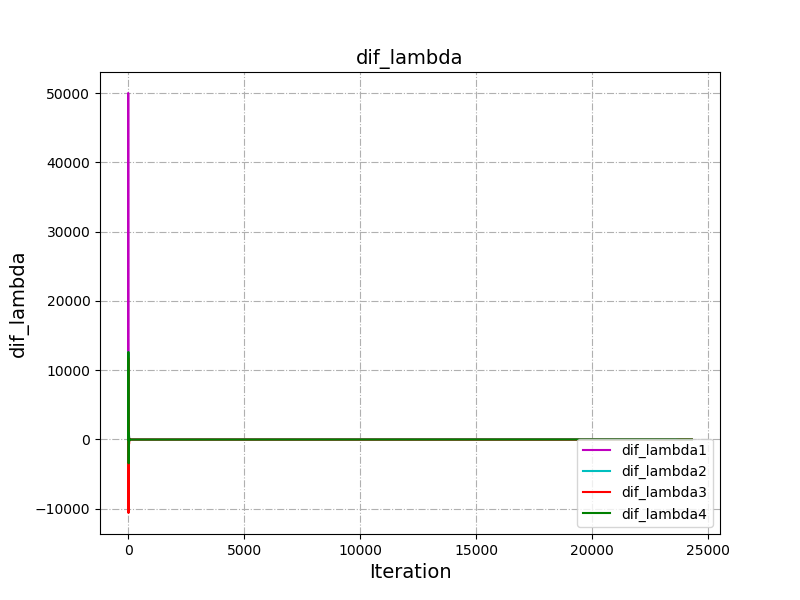 dif_lambda
50000
40000
30000
20000
10000
0
−10000
dif_lambda
dif_lambda1
dif_lambda2
dif_lambda3
dif_lambda4
0
5000
10000
15000
20000
25000
Iteration